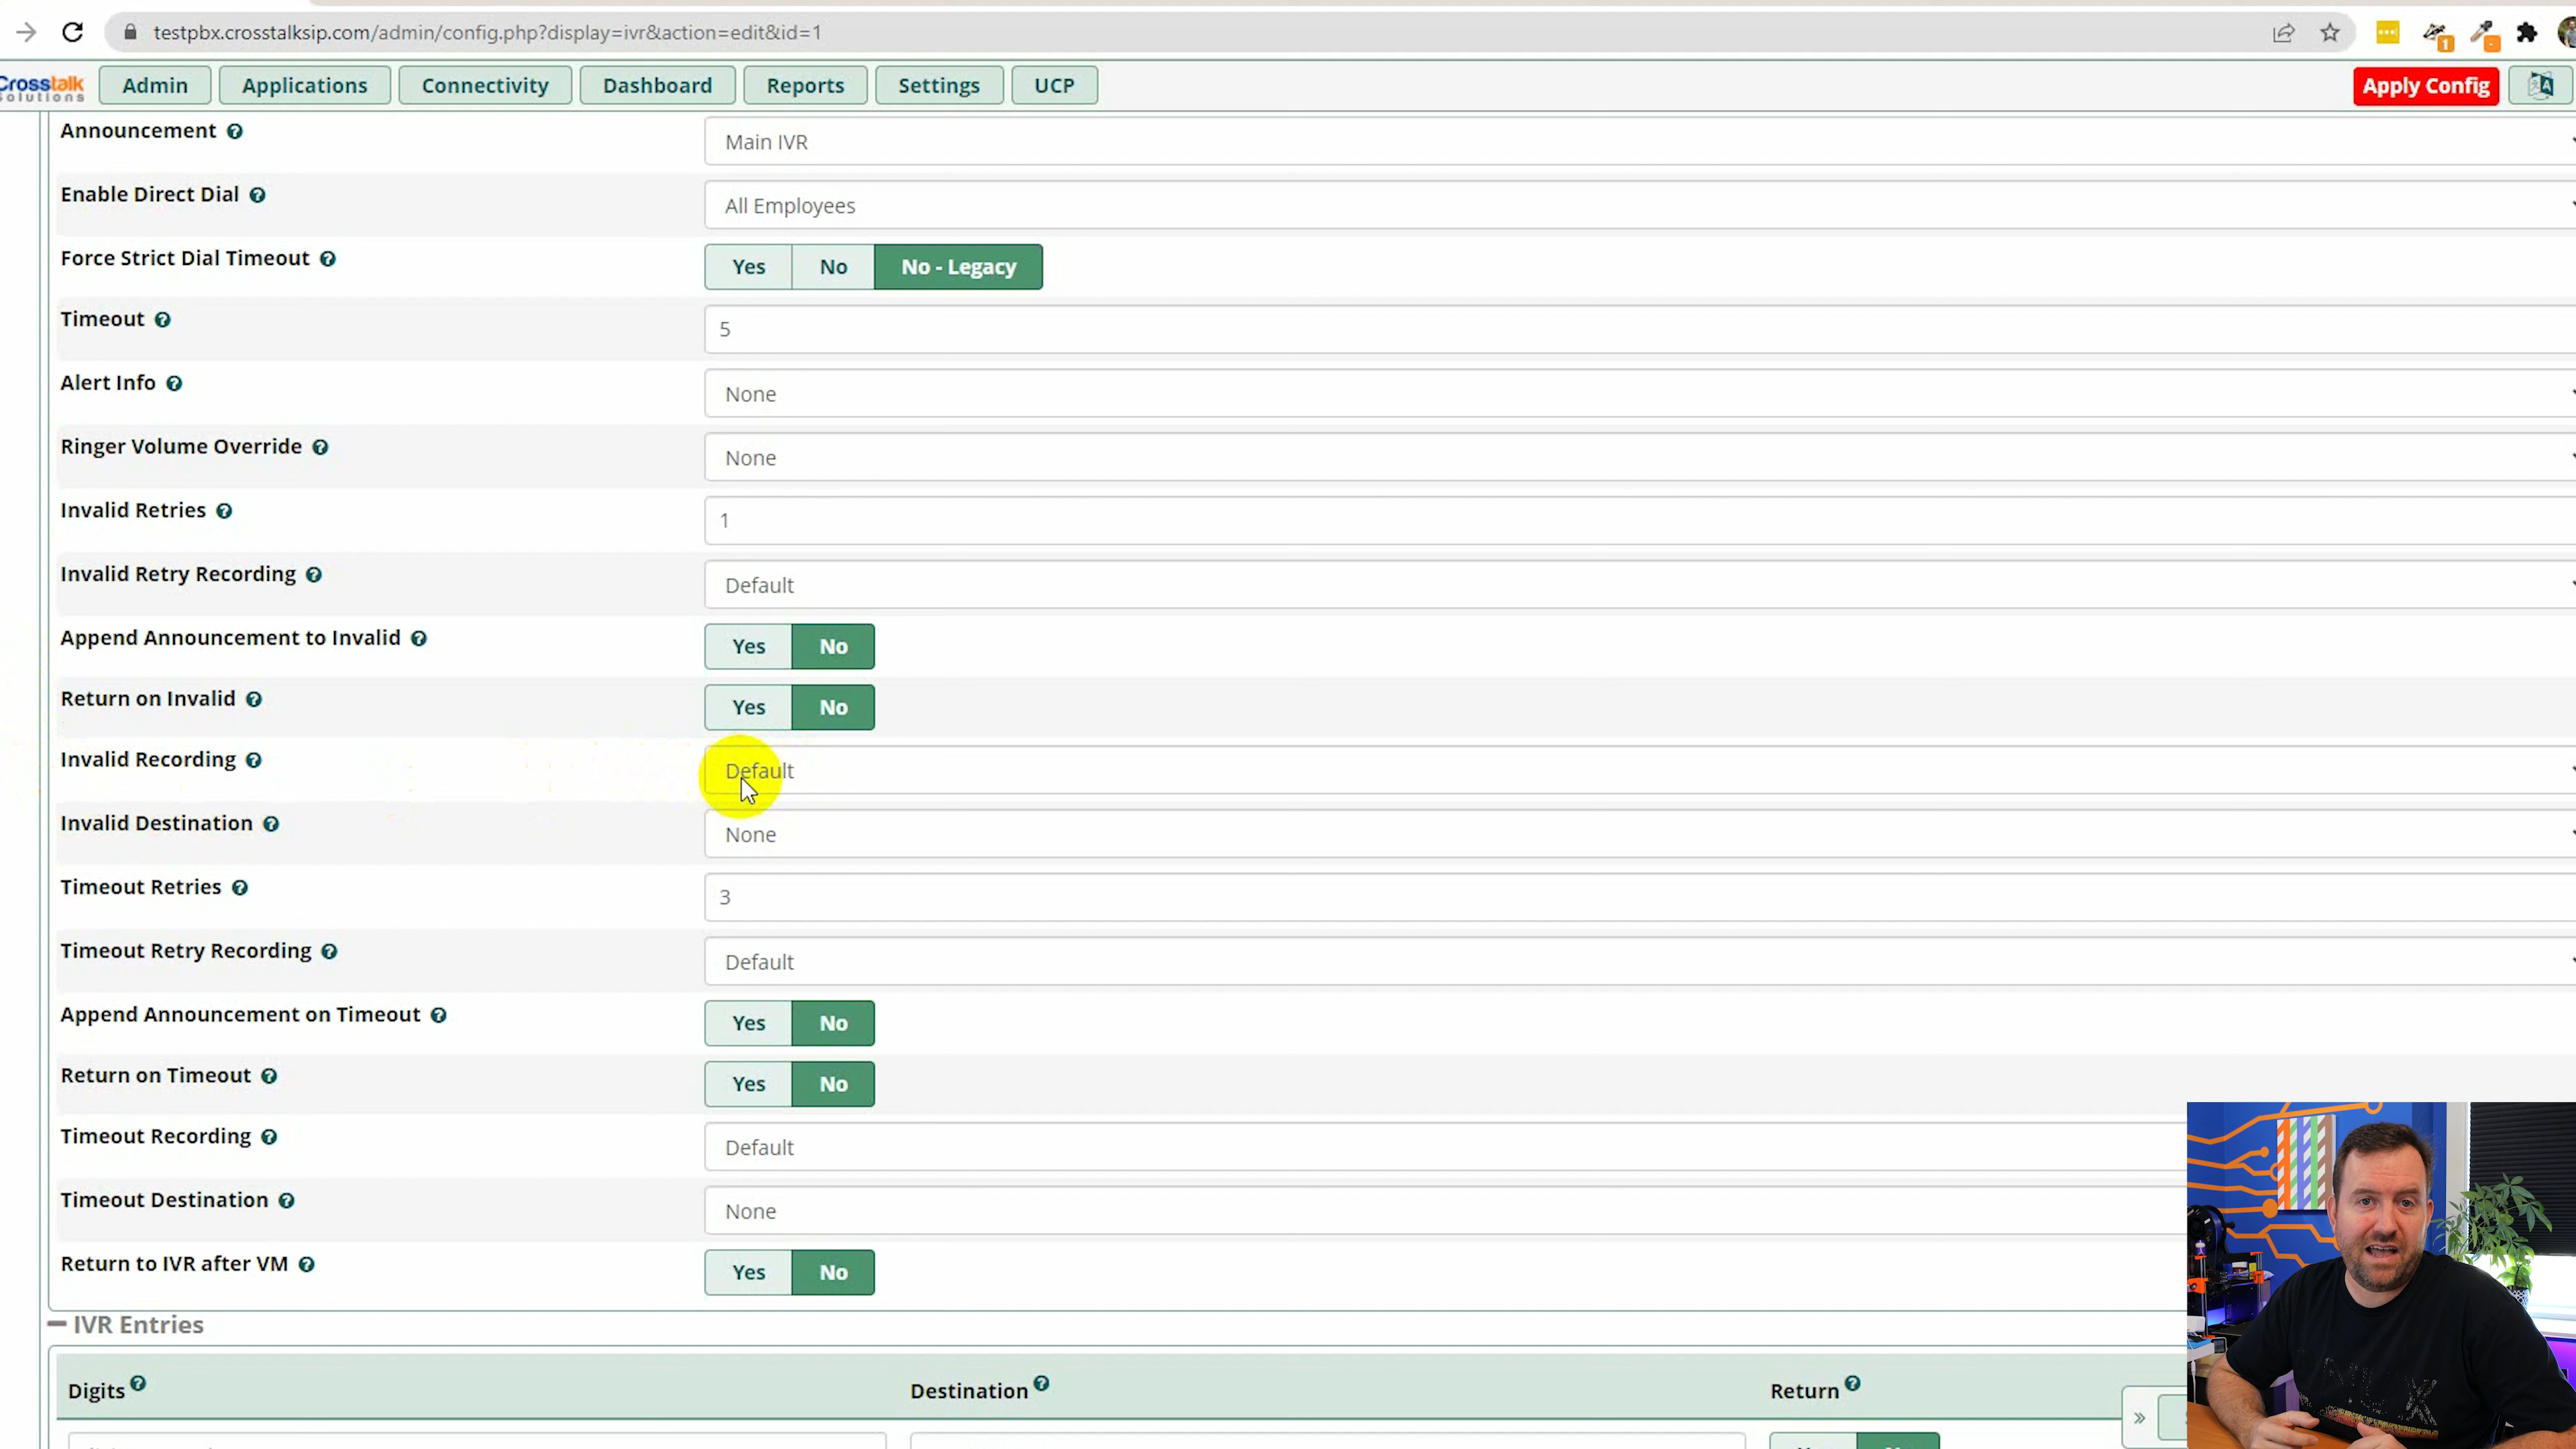 testpbx.crosstalksip.com/admin/config.php?display=ivr&action=edit&id=1
1
Crosstalk
Solutions
Admin
Applications
Connectivity
Dashboard
Reports
Settings
UCP
Apply Config
Announcement
Main IVR
Enable Direct Dial
All Employees
Force Strict Dial Timeout
Yes No No - Legacy
Timeout
5
Alert Info
None
Ringer Volume Override
None
Invalid Retries
1
Invalid Retry Recording
Default
Append Announcement to Invalid
Yes No
Return on Invalid
Yes No
Invalid Recording
Default
Invalid Destination
None
Timeout Retries
3
Timeout Retry Recording
Default
Append Announcement on Timeout
Yes No
Return on Timeout
Yes No
Timeout Recording
Default
Timeout Destination
None
Return to IVR after VM
Yes No
IVR Entries
Digits
Destination
Return